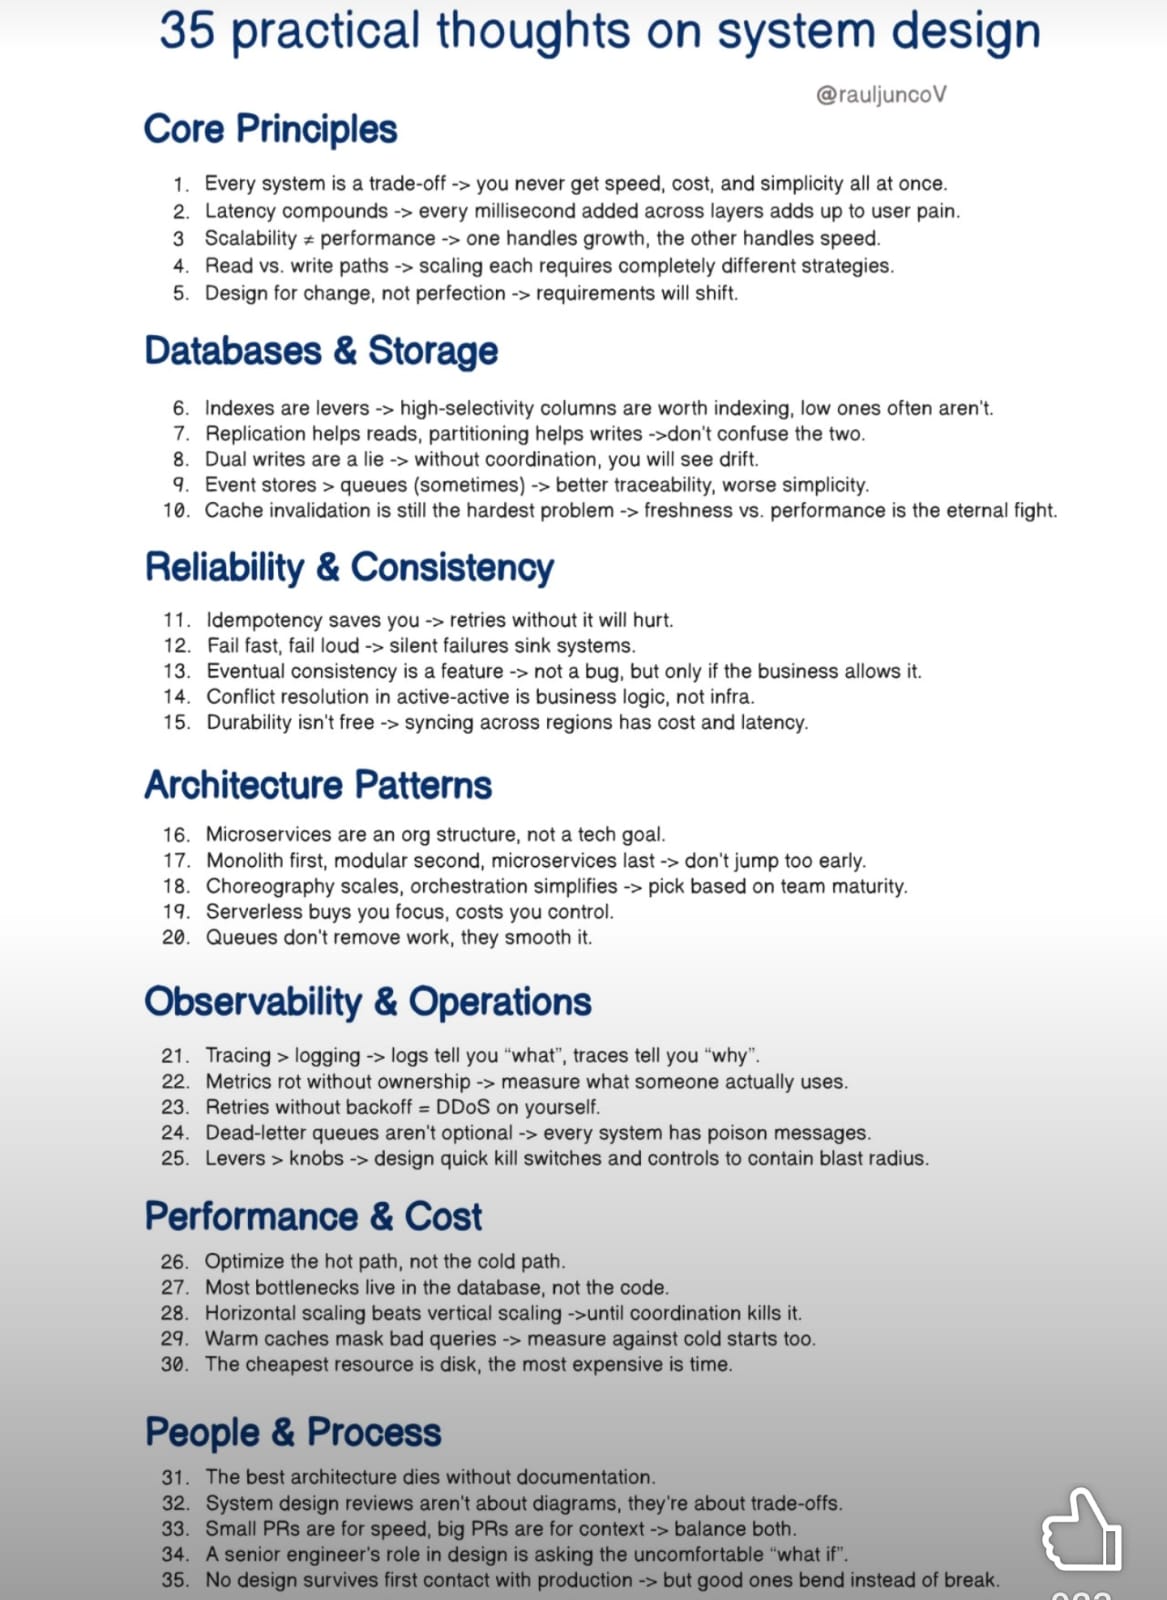 35 practical thoughts on system design
@rauljuncoV
Core Principles
1. Every system is a trade-off -> you never get speed, cost, and simplicity all at once.
2. Latency compounds -> every millisecond added across layers adds up to user pain.
3 Scalability ≠ performance -> one handles growth, the other handles speed.
4. Read vs. write paths -> scaling each requires completely different strategies.
5. Design for change, not perfection -> requirements will shift.
Databases & Storage
6. Indexes are levers -> high-selectivity columns are worth indexing, low ones often aren't.
7. Replication helps reads, partitioning helps writes ->don't confuse the two.
8. Dual writes are a lie -> without coordination, you will see drift.
9. Event stores > queues (sometimes) -> better traceability, worse simplicity.
10. Cache invalidation is still the hardest problem -> freshness vs. performance is the eternal fight.
Reliability & Consistency
11. Idempotency saves you -> retries without it will hurt.
12. Fail fast, fail loud -> silent failures sink systems.
13. Eventual consistency is a feature -> not a bug, but only if the business allows it.
14. Conflict resolution in active-active is business logic, not infra.
15. Durability isn't free -> syncing across regions has cost and latency.
Architecture Patterns
16. Microservices are an org structure, not a tech goal.
17. Monolith first, modular second, microservices last -> don't jump too early.
18. Choreography scales, orchestration simplifies -> pick based on team maturity.
19. Serverless buys you focus, costs you control.
20. Queues don't remove work, they smooth it.
Observability & Operations
21. Tracing > logging -> logs tell you “what”, traces tell you “why”.
22. Metrics rot without ownership -> measure what someone actually uses.
23. Retries without backoff = DDoS on yourself.
24. Dead-letter queues aren't optional -> every system has poison messages.
25. Levers > knobs -> design quick kill switches and controls to contain blast radius.
Performance & Cost
26. Optimize the hot path, not the cold path.
27. Most bottlenecks live in the database, not the code.
28. Horizontal scaling beats vertical scaling ->until coordination kills it.
29. Warm caches mask bad queries -> measure against cold starts too.
30. The cheapest resource is disk, the most expensive is time.
People & Process
31. The best architecture dies without documentation.
32. System design reviews aren't about diagrams, they're about trade-offs.
33. Small PRs are for speed, big PRs are for context -> balance both.
34. A senior engineer's role in design is asking the uncomfortable “what if”.
35. No design survives first contact with production -> but good ones bend instead of break.